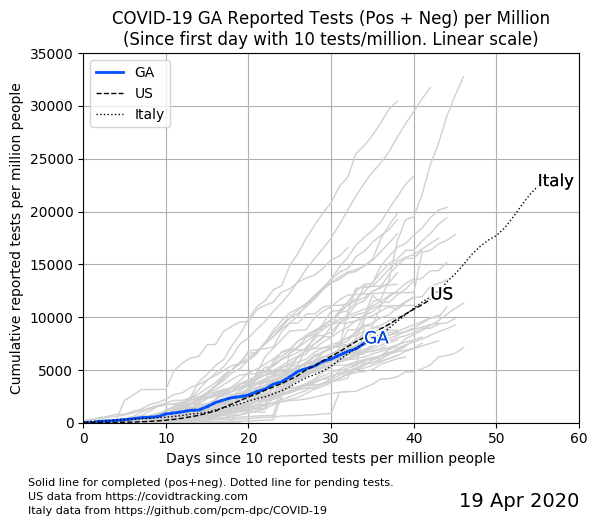 COVID-19 GA Reported Tests (Pos + Neg) per Million
(Since first day with 10 tests/million. Linear scale)
Cumulative reported tests per million people
35000
30000
25000
20000
15000
10000
5000
0
GA
US
Italy
Italy
US
GA
0
10
20
30
40
50
60
Days since 10 reported tests per million people
Solid line for completed (pos+neg). Dotted line for pending tests.
US data from https://covidtracking.com
Italy data from https://github.com/pcm-dpc/COVID-19
19 Apr 2020